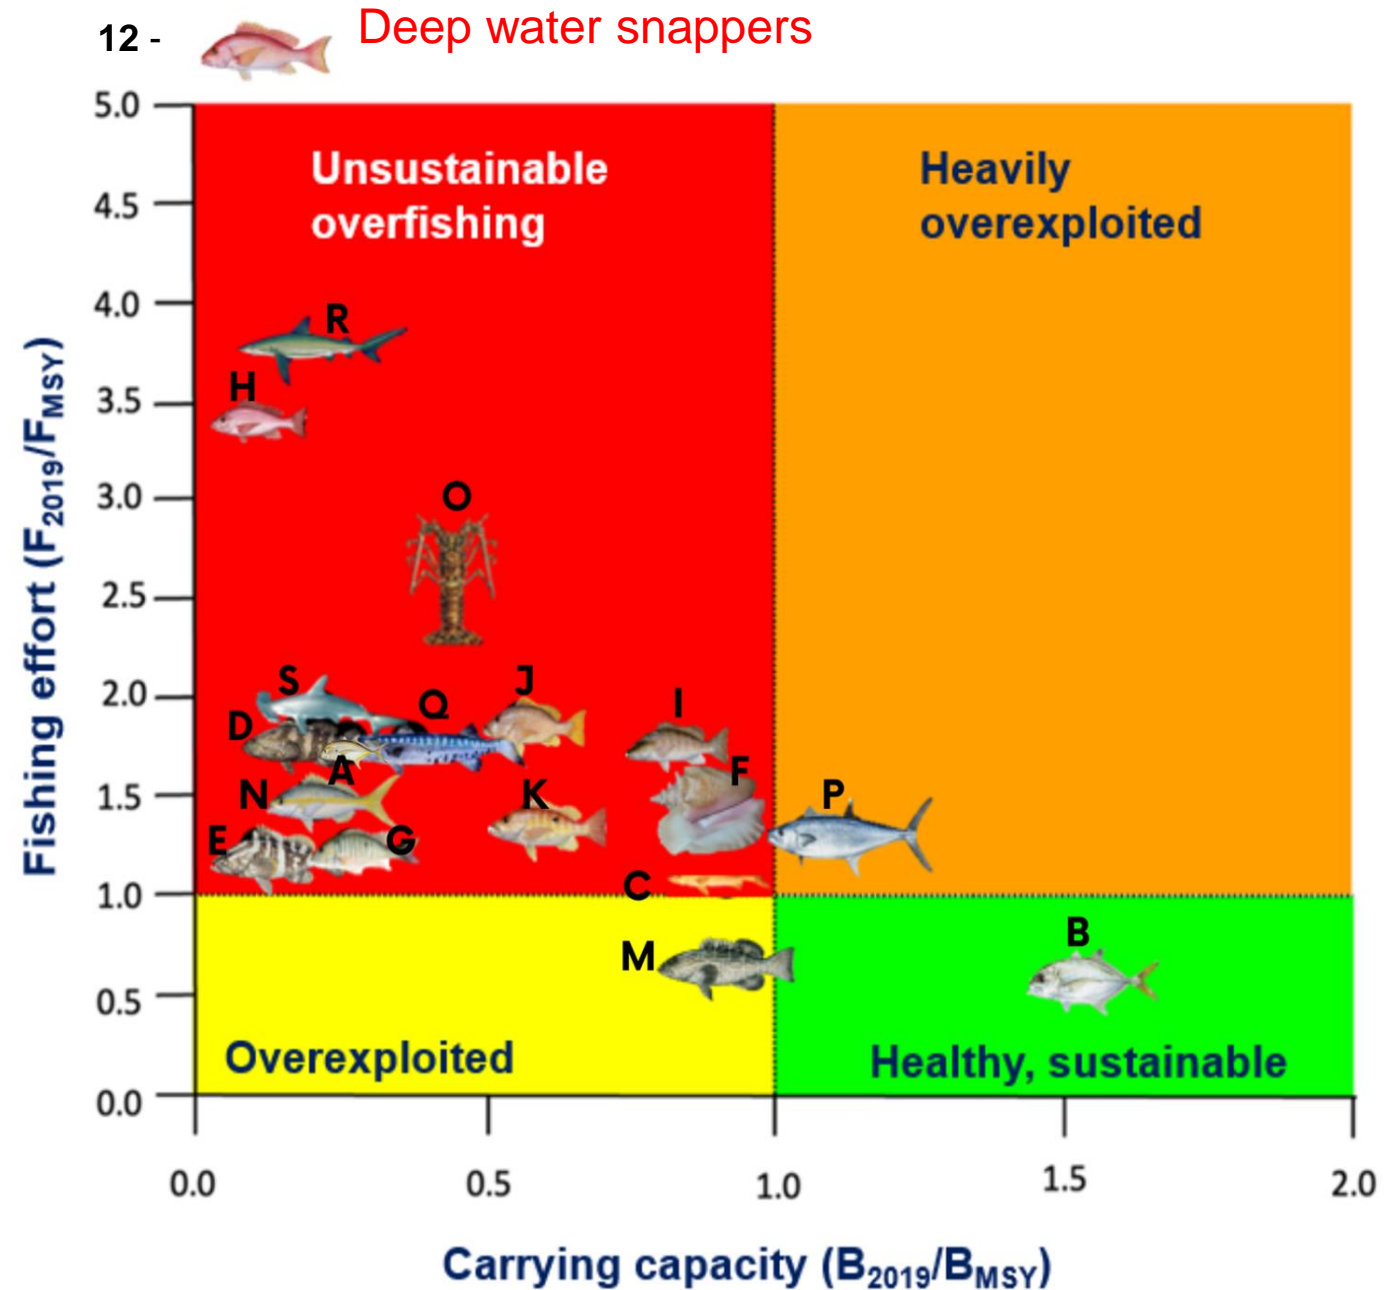 12 -
Deep water snappers
5.0
Unsustainable
overfishing
Heavily
overexploited
4.5
4.0
R
H
3.5
3.0
O
2.5
S
J
2.0
Q
I
D
A
F
N
K
P
1.5
E
G
C
1.0
M
B
0.5
Overexploited
Healthy, sustainable
0.0
0.0
0.5
1.0
1.5
2.0
Fishing effort (F2019/FMSY)
Carrying capacity (B2019/BMSY)